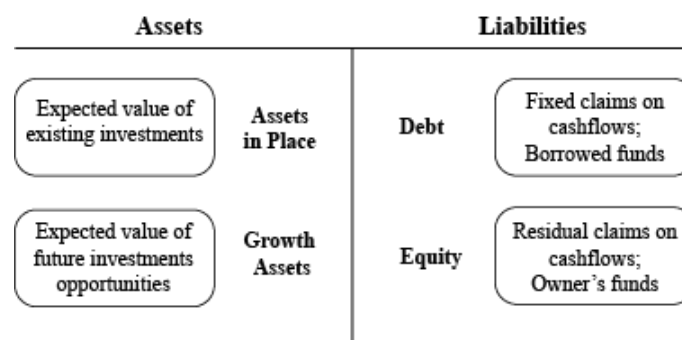 Assets
Liabilities
Expected value of
existing investments
Assets
in Place
Debt
Fixed claims on
cashflows;
Borrowed funds
Expected value of
future investments
opportunities
Growth
Assets
Equity
Residual claims on
cashflows;
Owner's funds